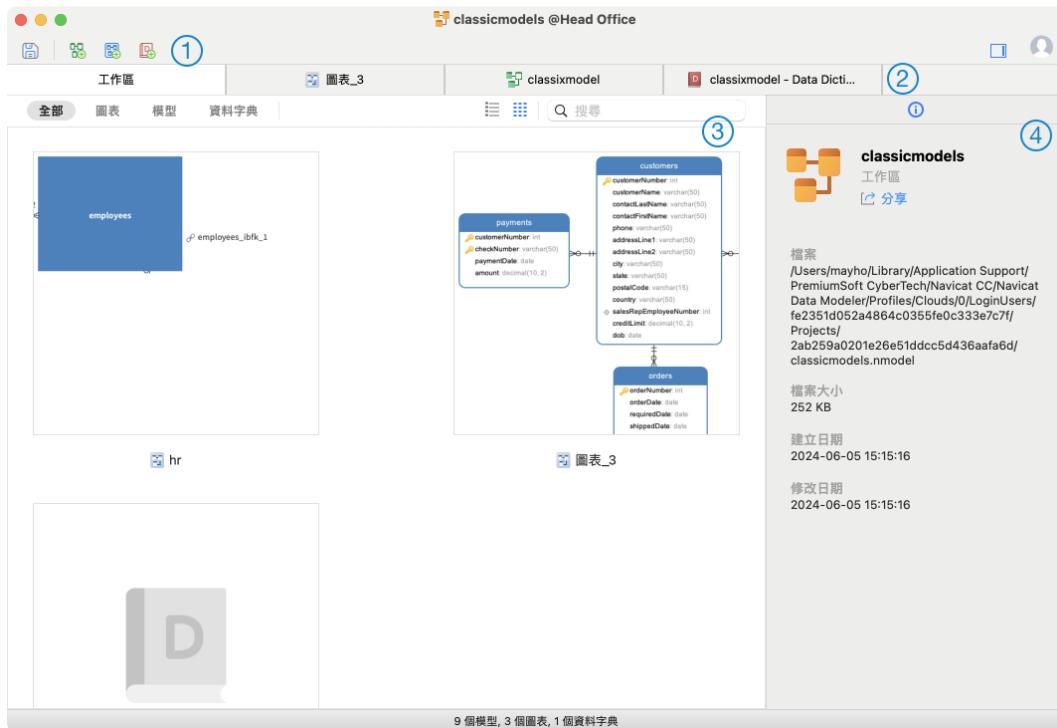 classicmodels @Head Office
1
工作區
圖表_3
classixmodel
classixmodel - Data Dicti...
2
全部
圖表
模型
資料字典
搜尋
3
4
employees
employees_ibfk_1
hr
payments
customerNumber: int
checkNumber: varchar(50)
paymentDate: date
amount: decimal(10, 2)
customers
customerNumber: int
customerName: varchar(50)
contactLastName: varchar(50)
contactFirstName: varchar(50)
phone: varchar(50)
addressLine1: varchar(50)
addressLine2: varchar(50)
city: varchar(50)
state: varchar(50)
postalCode: varchar(15)
country: varchar(50)
salesRepEmployeeNumber: int
creditLimit: decimal(10, 2)
dob: date
orders
orderNumber: int
orderDate: date
requiredDate: date
shippedDate: date
圖表_3
D
classicmodels
工作區
分享
檔案
/Users/mayho/Library/Application Support/
PremiumSoft CyberTech/Navicat CC/Navicat
Data Modeler/Profiles/Clouds/0/LoginUsers/
fe2351d052a4864c0355fe0c333e7c7f/
Projects/
2ab259a0201e26e51ddcc5d436aafa6d/
classicmodels.nmodel
檔案大小
252 KB
建立日期
2024-06-05 15:15:16
修改日期
2024-06-05 15:15:16
9 個模型, 3 個圖表, 1 個資料字典